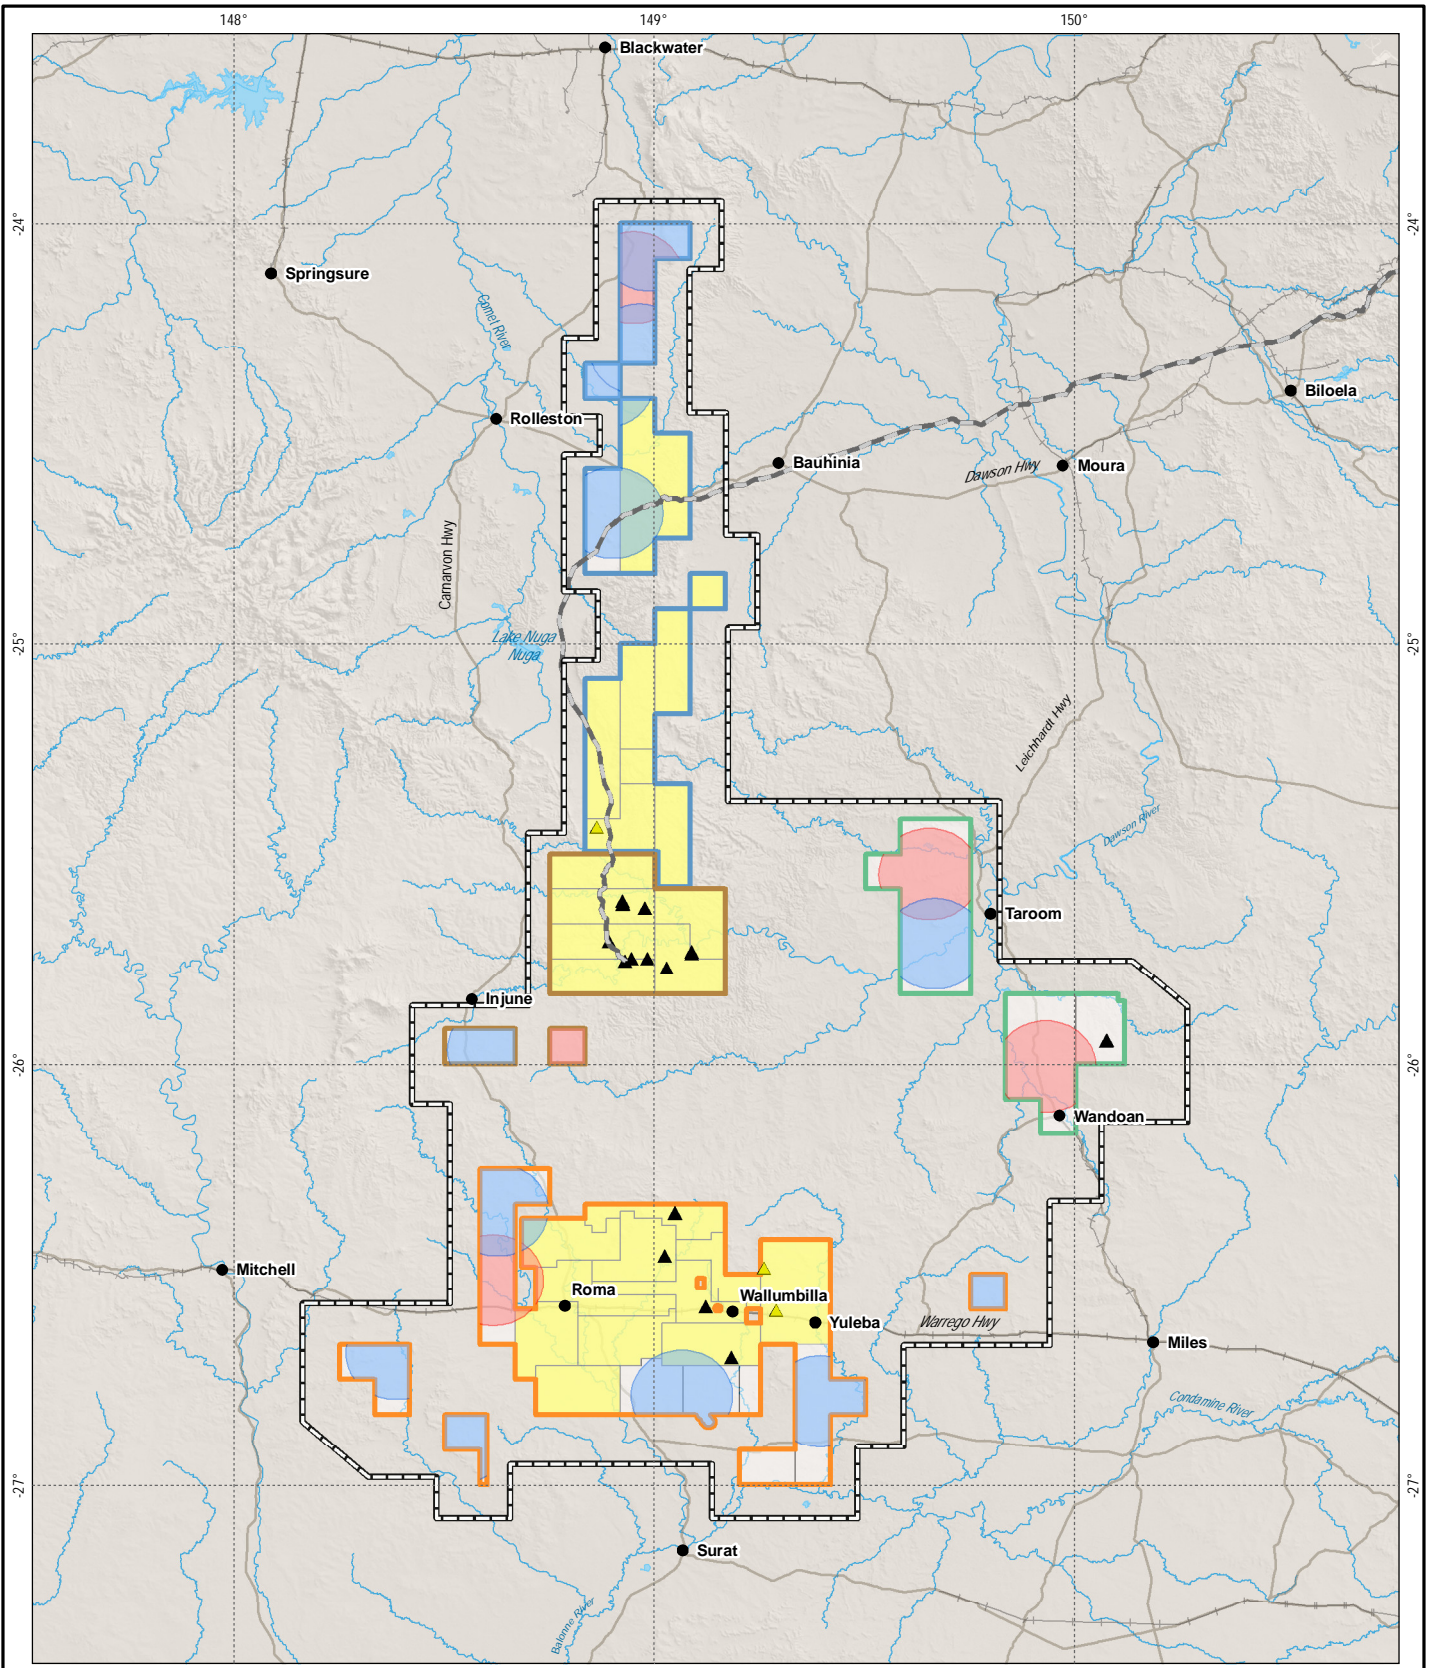 148°
149°
150°
Blackwater
-24°
-24°
Springsure
Comet River
Biloela
Rolleston
Bauhinia
Dawson Hwy
Moura
Carnarvon Hwy
Lake Nuga
Nuga
-25°
-25°
Leichhardt Hwy
Dawson River
Taroom
Injune
-26°
-26°
Wandoan
Mitchell
Roma
Wallumbilla
Yuleba
Warrego Hwy
Miles
Condamine River
-27°
-27°
Surat
Balonne River